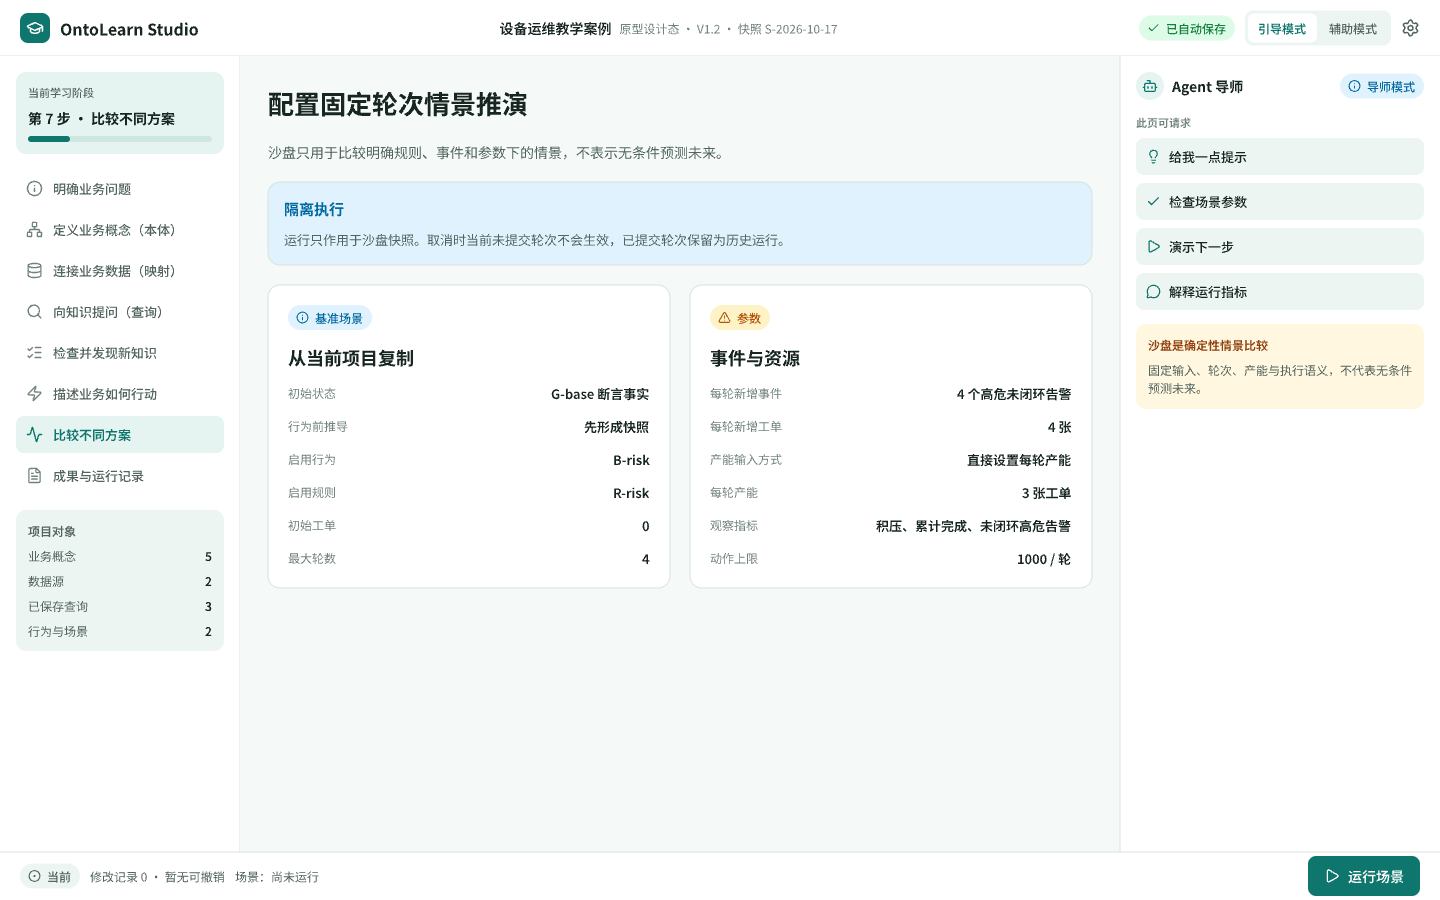 OntoLearn Studio
设备运维教学案例 原型设计态 • V1.2 • 快照 S-2026-10-17
已自动保存
引导模式 辅助模式
当前学习阶段
第 7 步 • 比较不同方案
明确业务问题
定义业务概念（本体）
连接业务数据（映射）
向知识提问（查询）
检查并发现新知识
描述业务如何行动
比较不同方案
成果与运行记录
项目对象
业务概念 5
数据源 2
已保存查询 3
行为与场景 2
配置固定轮次情景推演
沙盘只用于比较明确规则、事件和参数下的情景，不表示无条件预测未来。
隔离执行
运行只作用于沙盘快照。取消时当前未提交轮次不会生效，已提交轮次保留为历史运行。
基准场景
从当前项目复制
初始状态 G-base 断言事实
行为前推导 先形成快照
启用行为 B-risk
启用规则 R-risk
初始工单 0
最大轮数 4
参数
事件与资源
每轮新增事件 4 个高危未闭环告警
每轮新增工单 4 张
产能输入方式 直接设置每轮产能
每轮产能 3 张工单
观察指标 积压、累计完成、未闭环高危告警
动作上限 1000 / 轮
Agent 导师
导师模式
此页可请求
给我一点提示
检查场景参数
演示下一步
解释运行指标
沙盘是确定性情景比较
固定输入、轮次、产能与执行语义，不代表无条件
预测未来。
当前 修改记录 0 • 暂无可撤销 场景：尚未运行
运行场景